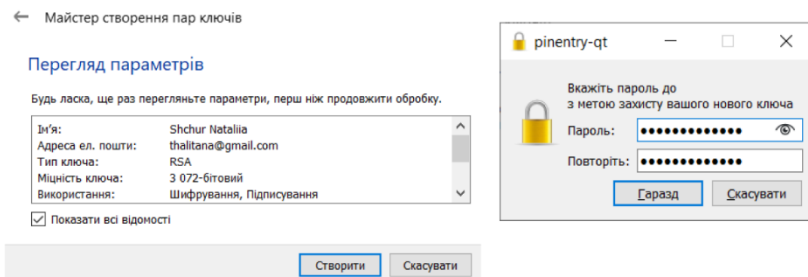 Майстер створення пар ключів
Перегляд параметрів
Будь ласка, ще раз перегляньте параметри, перш ніж продовжити обробку.
Ім'я: Shchur Nataliia
Адреса ел. пошти: thalitana@gmail.com
Тип ключа: RSA
Міцність ключа: 3 072-бітовий
Використання: Шифрування, Підписування
Показати всі відомості
Створити Скасувати
pinentry-qt
Вкажіть пароль до
з метою захисту вашого нового ключа
Пароль: •••••••••••••
Повторіть: •••••••••••••
Гаразд Скасувати